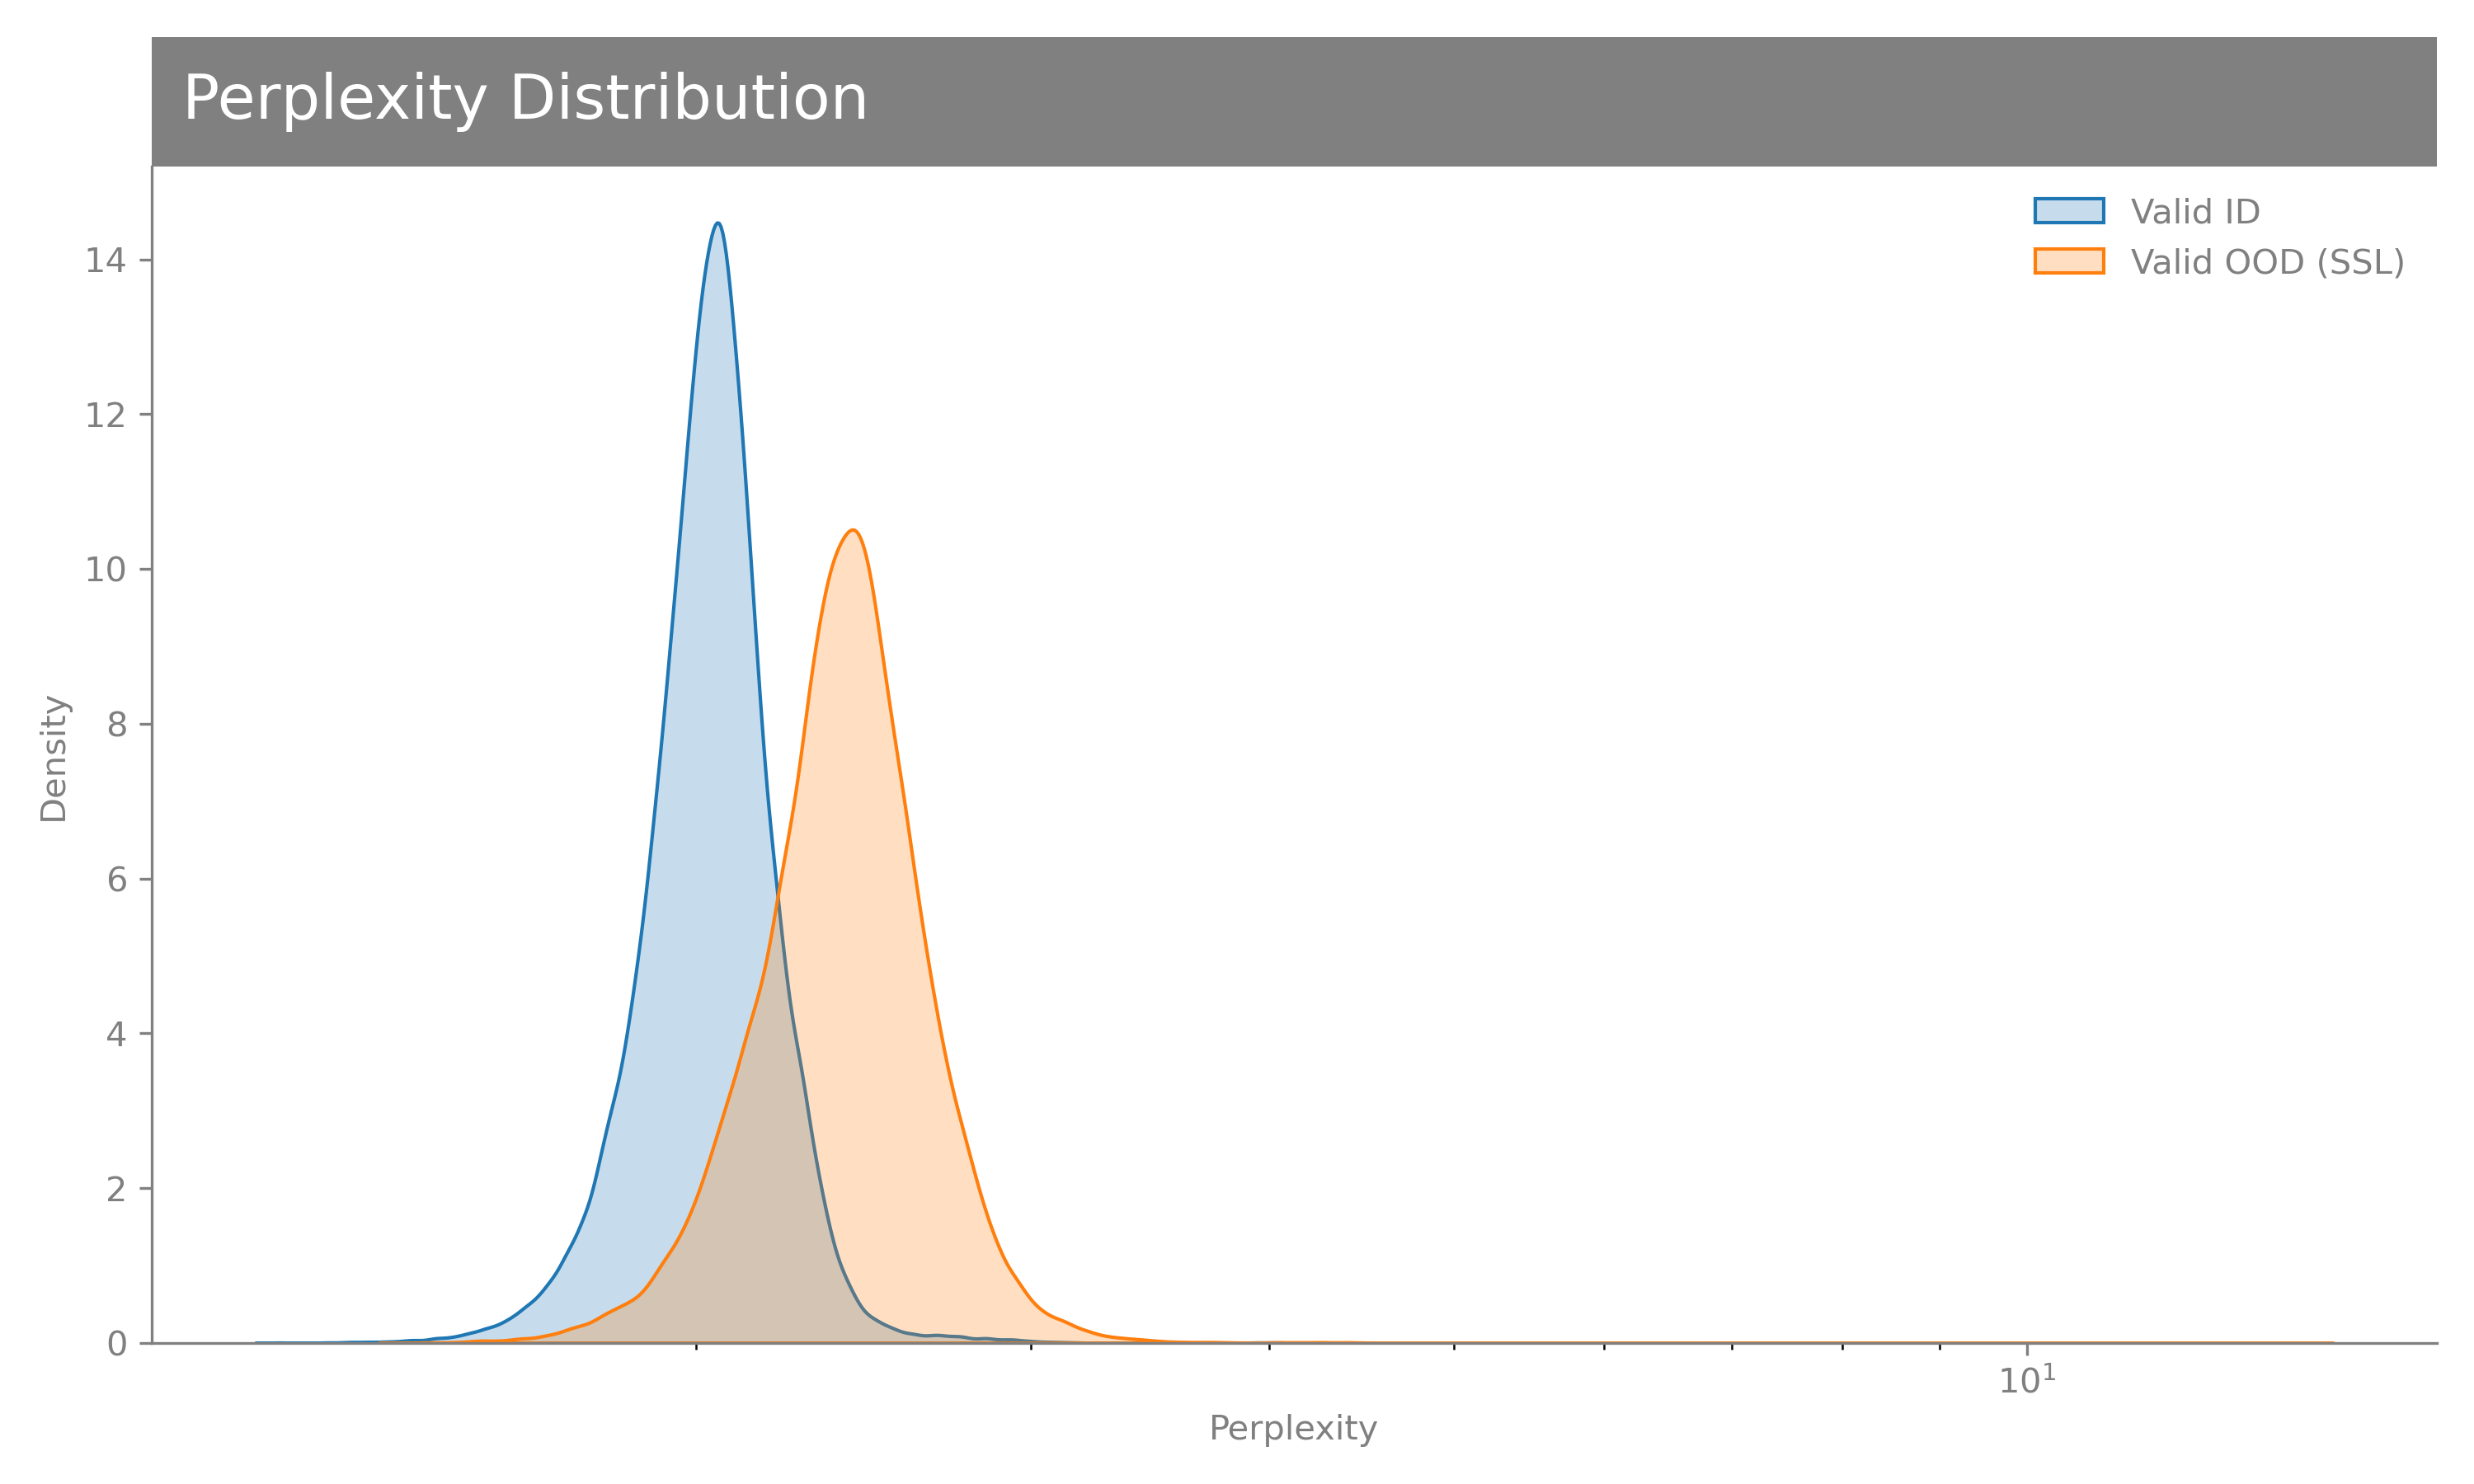 Perplexity Distribution
Valid ID
Valid OOD (SSL)
14
12
10
8
6
4
2
0
Density
10¹
Perplexity